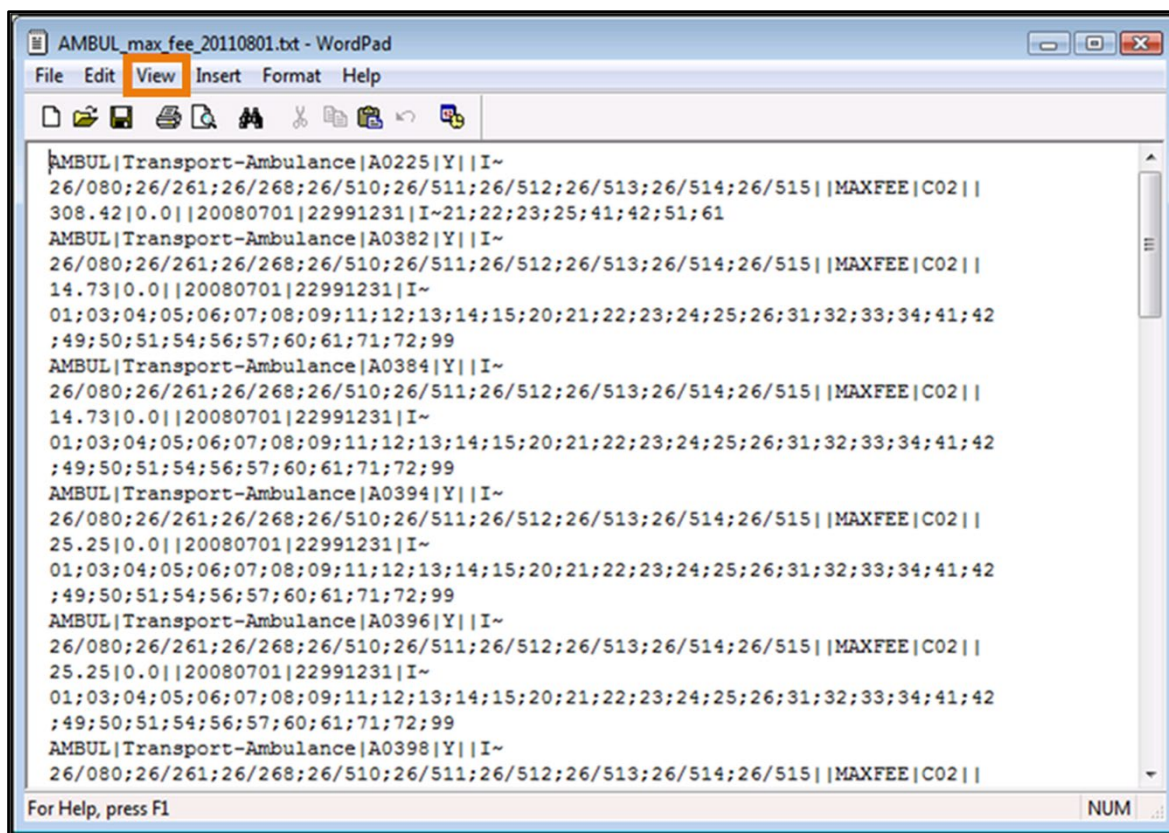 AMBUL_max_fee_20110801.txt - WordPad
File Edit View Insert Format Help
AMBUL|Transport-Ambulance|A0225|Y||I~
26/080;26/261;26/268;26/510;26/511;26/512;26/513;26/514;26/515||MAXFEE|C02||
308.42|0.0||20080701|22991231|I~21;22;23;25;41;42;51;61
AMBUL|Transport-Ambulance|A0382|Y||I~
26/080;26/261;26/268;26/510;26/511;26/512;26/513;26/514;26/515||MAXFEE|C02||
14.73|0.0||20080701|22991231|I~
01;03;04;05;06;07;08;09;11;12;13;14;15;20;21;22;23;24;25;26;31;32;33;34;41;42
;49;50;51;54;56;57;60;61;71;72;99
AMBUL|Transport-Ambulance|A0384|Y||I~
26/080;26/261;26/268;26/510;26/511;26/512;26/513;26/514;26/515||MAXFEE|C02||
14.73|0.0||20080701|22991231|I~
01;03;04;05;06;07;08;09;11;12;13;14;15;20;21;22;23;24;25;26;31;32;33;34;41;42
;49;50;51;54;56;57;60;61;71;72;99
AMBUL|Transport-Ambulance|A0394|Y||I~
26/080;26/261;26/268;26/510;26/511;26/512;26/513;26/514;26/515||MAXFEE|C02||
25.25|0.0||20080701|22991231|I~
01;03;04;05;06;07;08;09;11;12;13;14;15;20;21;22;23;24;25;26;31;32;33;34;41;42
;49;50;51;54;56;57;60;61;71;72;99
AMBUL|Transport-Ambulance|A0396|Y||I~
26/080;26/261;26/268;26/510;26/511;26/512;26/513;26/514;26/515||MAXFEE|C02||
25.25|0.0||20080701|22991231|I~
01;03;04;05;06;07;08;09;11;12;13;14;15;20;21;22;23;24;25;26;31;32;33;34;41;42
;49;50;51;54;56;57;60;61;71;72;99
AMBUL|Transport-Ambulance|A0398|Y||I~
26/080;26/261;26/268;26/510;26/511;26/512;26/513;26/514;26/515||MAXFEE|C02||
For Help, press F1 NUM